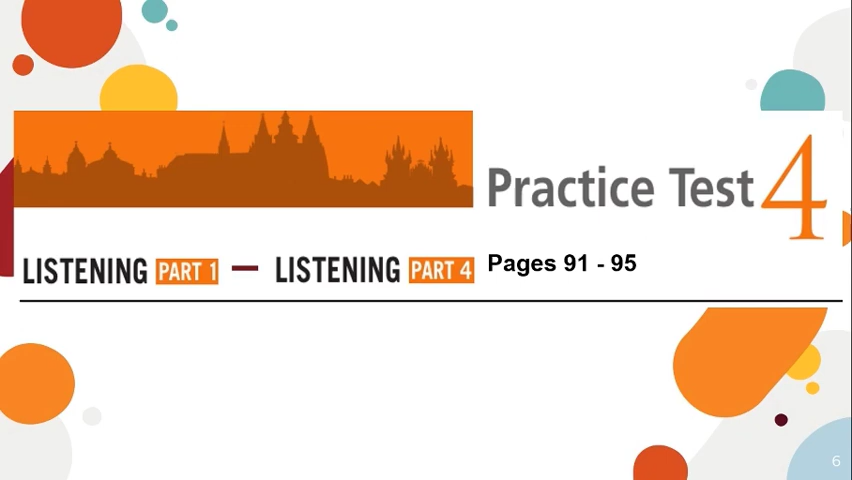 Practice Test 4
LISTENING PART 1 — LISTENING PART 4 Pages 91 - 95
6